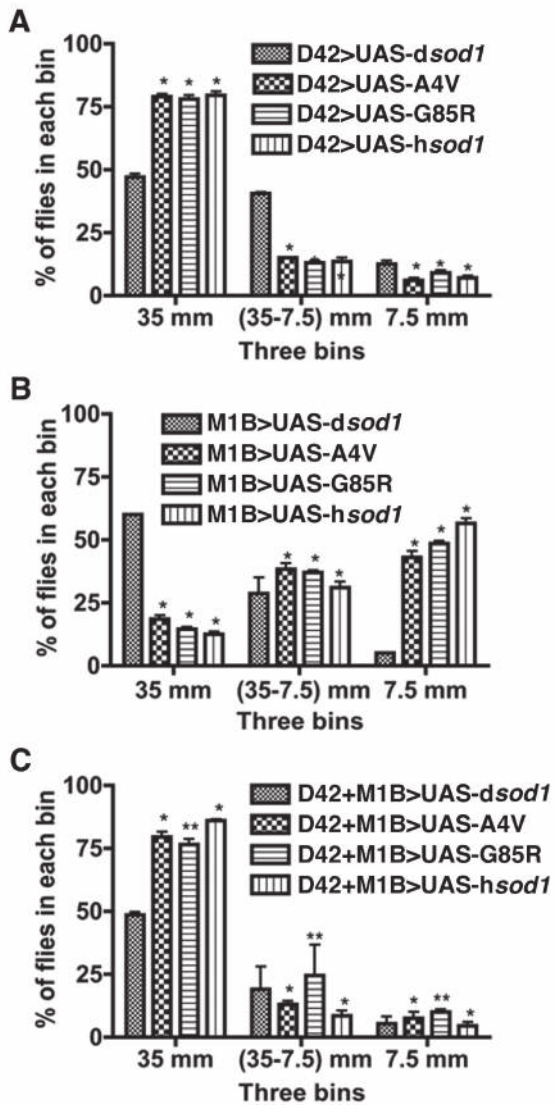 A
100
75
50
25
0
% of flies in each bin
D42>UAS-dsod1
D42>UAS-A4V
D42>UAS-G85R
D42>UAS-hsod1
* * *
* * *
* * *
35 mm (35-7.5) mm 7.5 mm
Three bins
B
100
75
50
25
0
% of flies in each bin
M1B>UAS-dsod1
M1B>UAS-A4V
M1B>UAS-G85R
M1B>UAS-hsod1
* * *
* * *
* * *
35 mm (35-7.5) mm 7.5 mm
Three bins
C
100
75
50
25
0
% of flies in each bin
D42+M1B>UAS-dsod1
D42+M1B>UAS-A4V
D42+M1B>UAS-G85R
D42+M1B>UAS-hsod1
* ** *
* ** *
* ** *
35 mm (35-7.5) mm 7.5 mm
Three bins